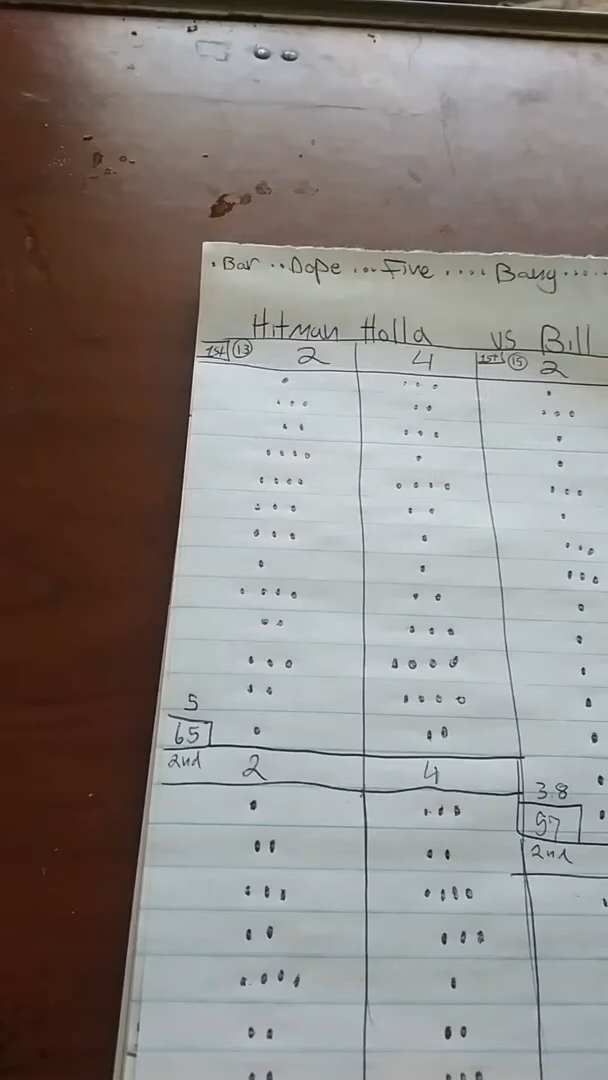 . Bar .. Dope ... Five .... Bang .....
Hitman Holla vs Bill
1st 13 2 4 1st 15 2
5
65
2nd 2 4
3.8
57
2nd